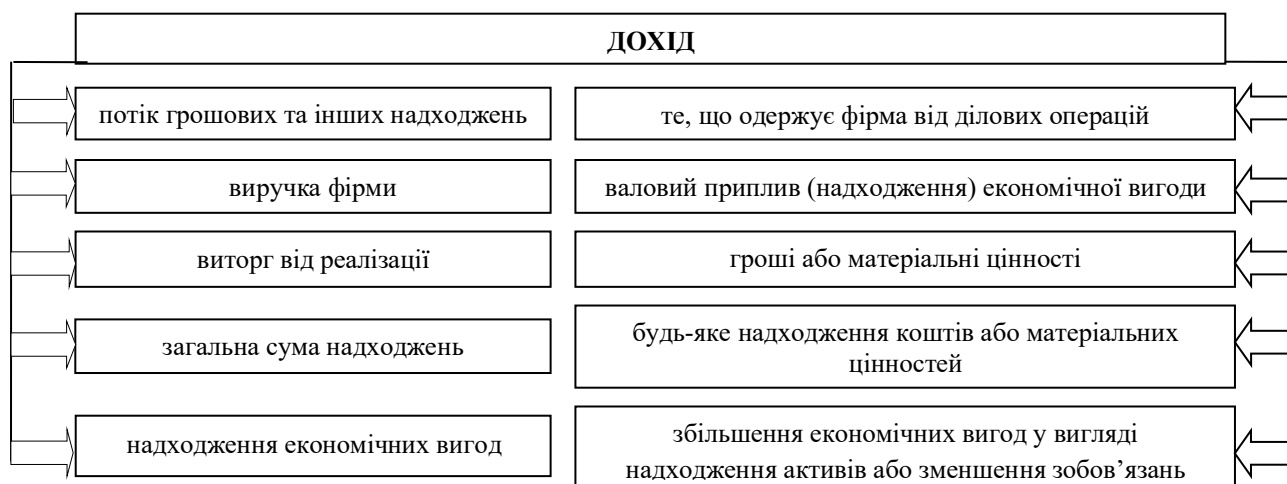 ДОХІД
потік грошових та інших надходжень
те, що одержує фірма від ділових операцій
виручка фірми
валовий приплив (надходження) економічної вигоди
виторг від реалізації
гроші або матеріальні цінності
загальна сума надходжень
будь-яке надходження коштів або матеріальних
цінностей
надходження економічних вигод
збільшення економічних вигод у вигляді
надходження активів або зменшення зобов’язань